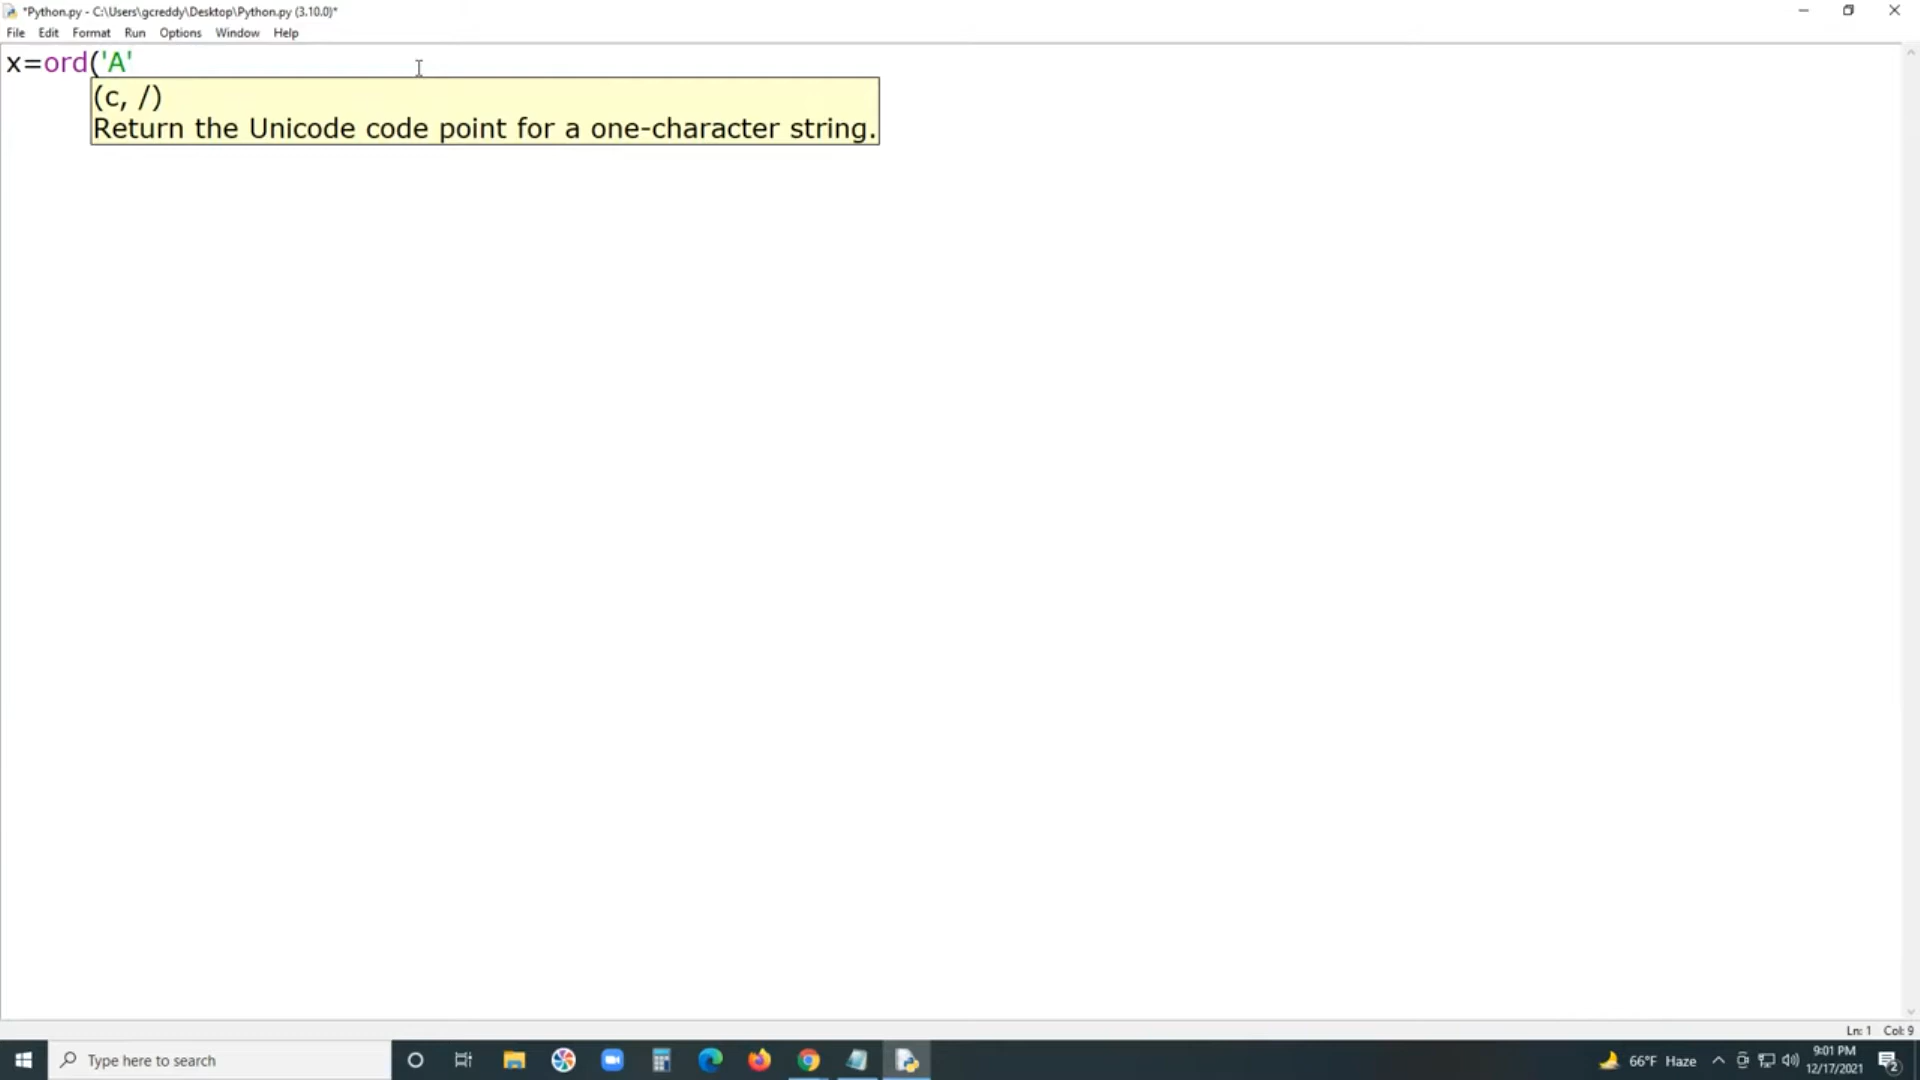 *Python.py - C:\Users\gcreddy\Desktop\Python.py (3.10.0)*
File Edit Format Run Options Window Help
x=ord('A'
(c, /)
Return the Unicode code point for a one-character string.
Ln: 1 Col: 9
Type here to search
66°F Haze
9:01 PM
12/17/2021
2